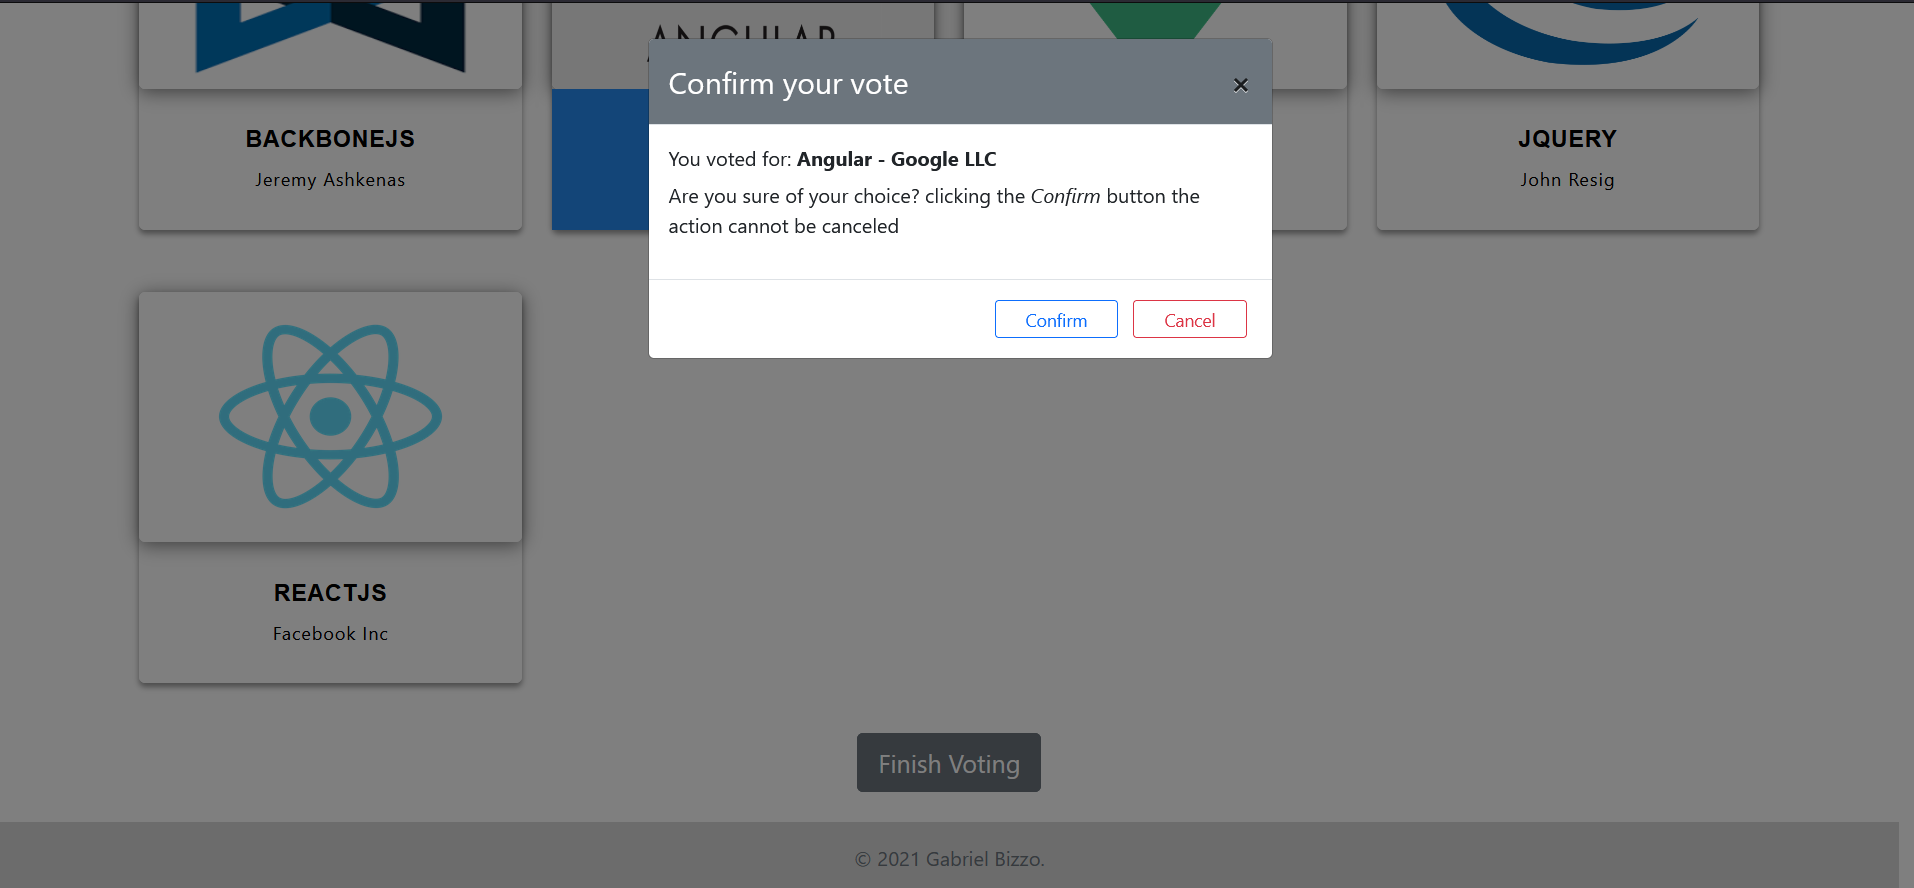 ANGULAR
Confirm your vote
×
BACKBONEJS
Jeremy Ashkenas
You voted for: Angular - Google LLC
Are you sure of your choice? clicking the Confirm button the
action cannot be canceled
Confirm
Cancel
JQUERY
John Resig
REACTJS
Facebook Inc
Finish Voting
© 2021 Gabriel Bizzo.